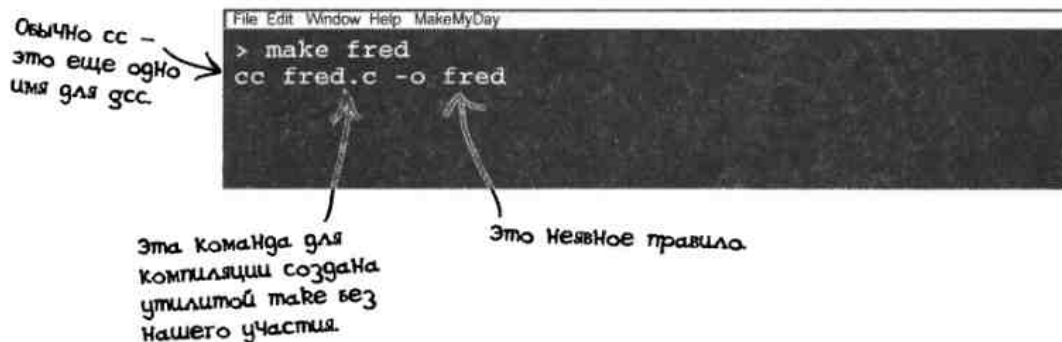 File Edit Window Help MakeMyDay
Обычно cc –
это еще одно
имя для gcc.
> make fred
cc fred.c -o fred
Эта команда для
компиляции создана
утилитой make без
нашего участия.
Это неявное правило.